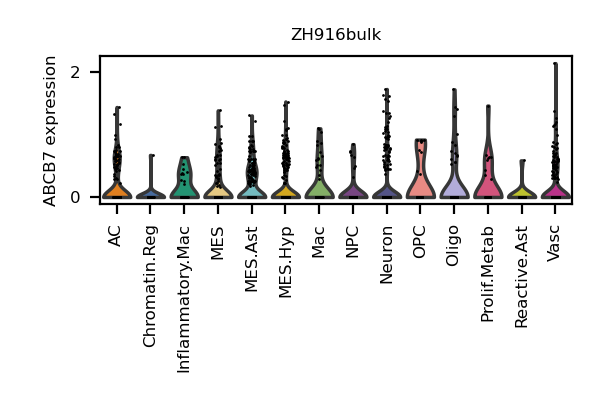 ZH916bulk
ABCB7 expression
2
0
AC
Chromatin.Reg
Inflammatory.Mac
MES
MES.Ast
MES.Hyp
Mac
NPC
Neuron
OPC
Oligo
Prolif.Metab
Reactive.Ast
Vasc